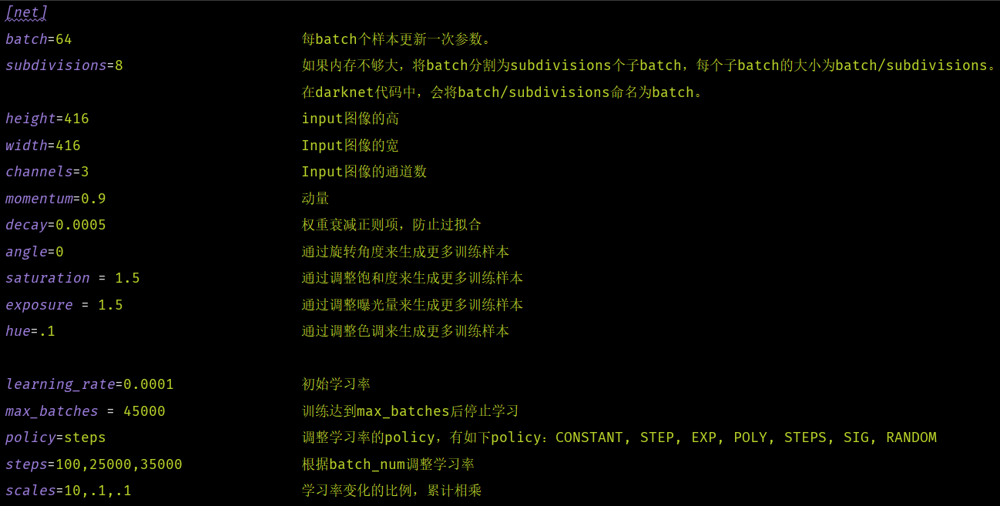 [net]
batch=64 每batch个样本更新一次参数。
subdivisions=8 如果内存不够大，将batch分割为subdivisions个子batch，每个子batch的大小为batch/subdivisions。
在darknet代码中，会将batch/subdivisions命名为batch。
height=416 input图像的高
width=416 Input图像的宽
channels=3 Input图像的通道数
momentum=0.9 动量
decay=0.0005 权重衰减正则项，防止过拟合
angle=0 通过旋转角度来生成更多训练样本
saturation = 1.5 通过调整饱和度来生成更多训练样本
exposure = 1.5 通过调整曝光量来生成更多训练样本
hue=.1 通过调整色调来生成更多训练样本
learning_rate=0.0001 初始学习率
max_batches = 45000 训练达到max_batches后停止学习
policy=steps 调整学习率的policy，有如下policy：CONSTANT, STEP, EXP, POLY, STEPS, SIG, RANDOM
steps=100,25000,35000 根据batch_num调整学习率
scales=10,.1,.1 学习率变化的比例，累计相乘